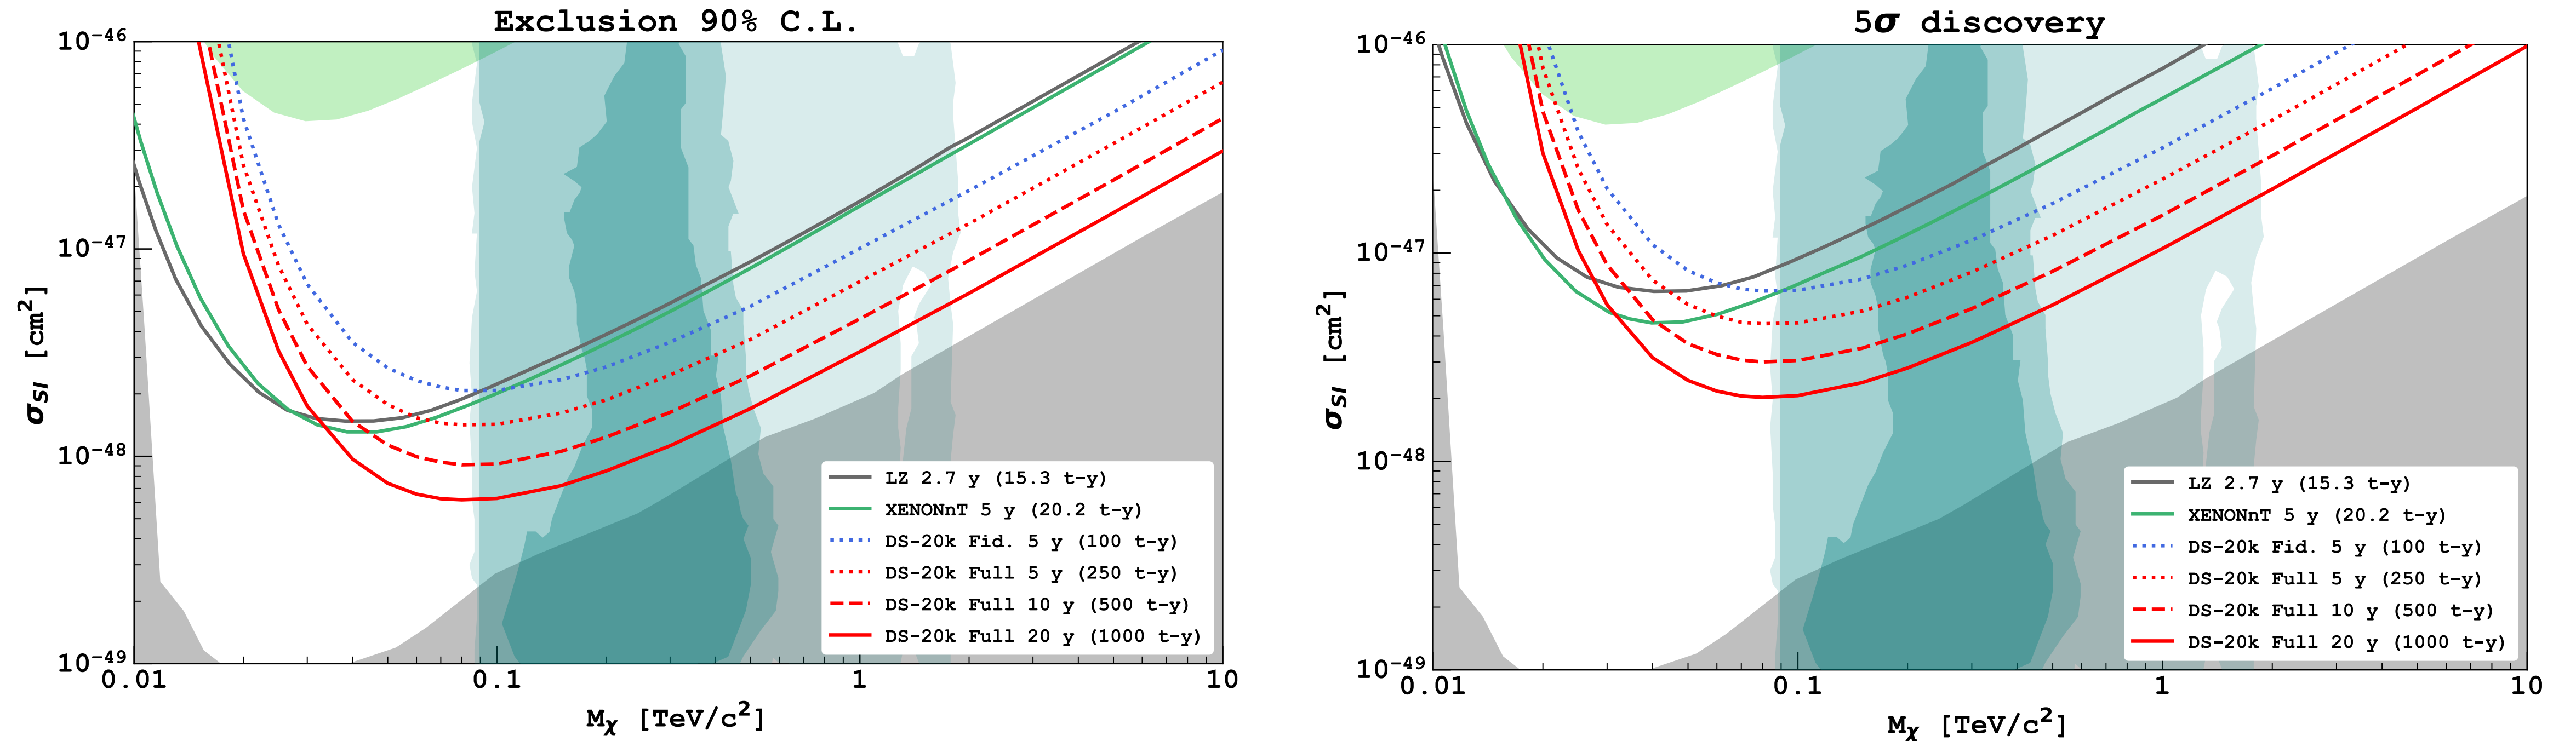 Exclusion 90% C.L.
10⁻⁴⁶
10⁻⁴⁷
10⁻⁴⁸
10⁻⁴⁹
σSI [cm²]
LZ 2.7 y (15.3 t-y)
XENONnT 5 y (20.2 t-y)
DS-20k Fid. 5 y (100 t-y)
DS-20k Full 5 y (250 t-y)
DS-20k Full 10 y (500 t-y)
DS-20k Full 20 y (1000 t-y)
0.01 0.1 1 10
Mχ [TeV/c²]
5σ discovery
10⁻⁴⁶
10⁻⁴⁷
10⁻⁴⁸
10⁻⁴⁹
σSI [cm²]
LZ 2.7 y (15.3 t-y)
XENONnT 5 y (20.2 t-y)
DS-20k Fid. 5 y (100 t-y)
DS-20k Full 5 y (250 t-y)
DS-20k Full 10 y (500 t-y)
DS-20k Full 20 y (1000 t-y)
0.01 0.1 1 10
Mχ [TeV/c²]